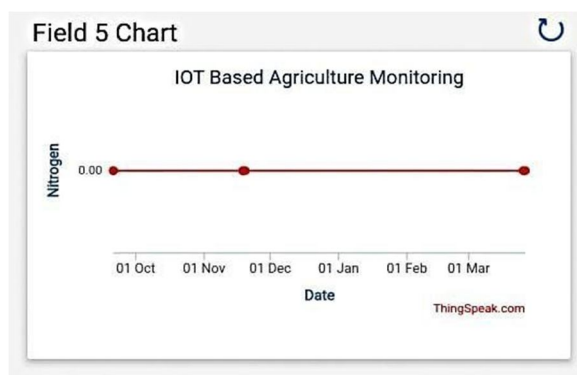 Field 5 Chart
IOT Based Agriculture Monitoring
Nitrogen
0.00
01 Oct 01 Nov 01 Dec 01 Jan 01 Feb 01 Mar
Date
ThingSpeak.com